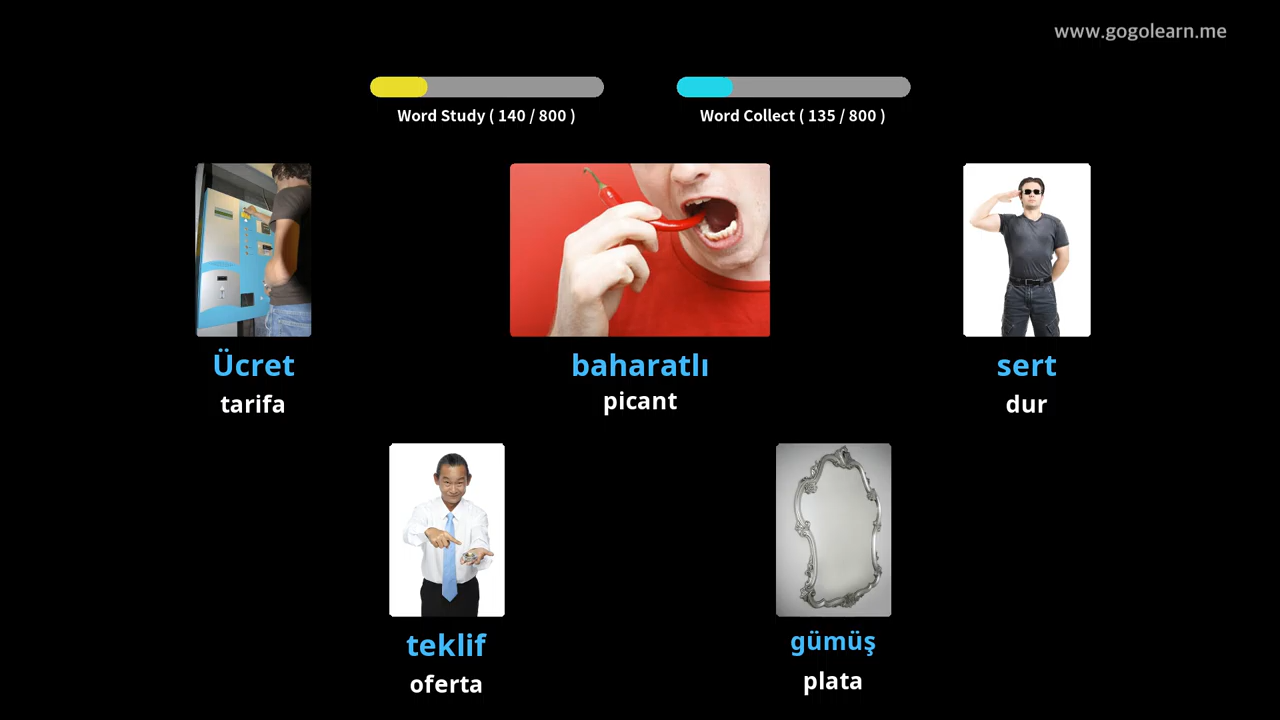 www.gogolearn.me
Word Study ( 140 / 800 )
Word Collect ( 135 / 800 )
Ücret
tarifa
baharatlı
picant
sert
dur
teklif
oferta
gümüş
plata